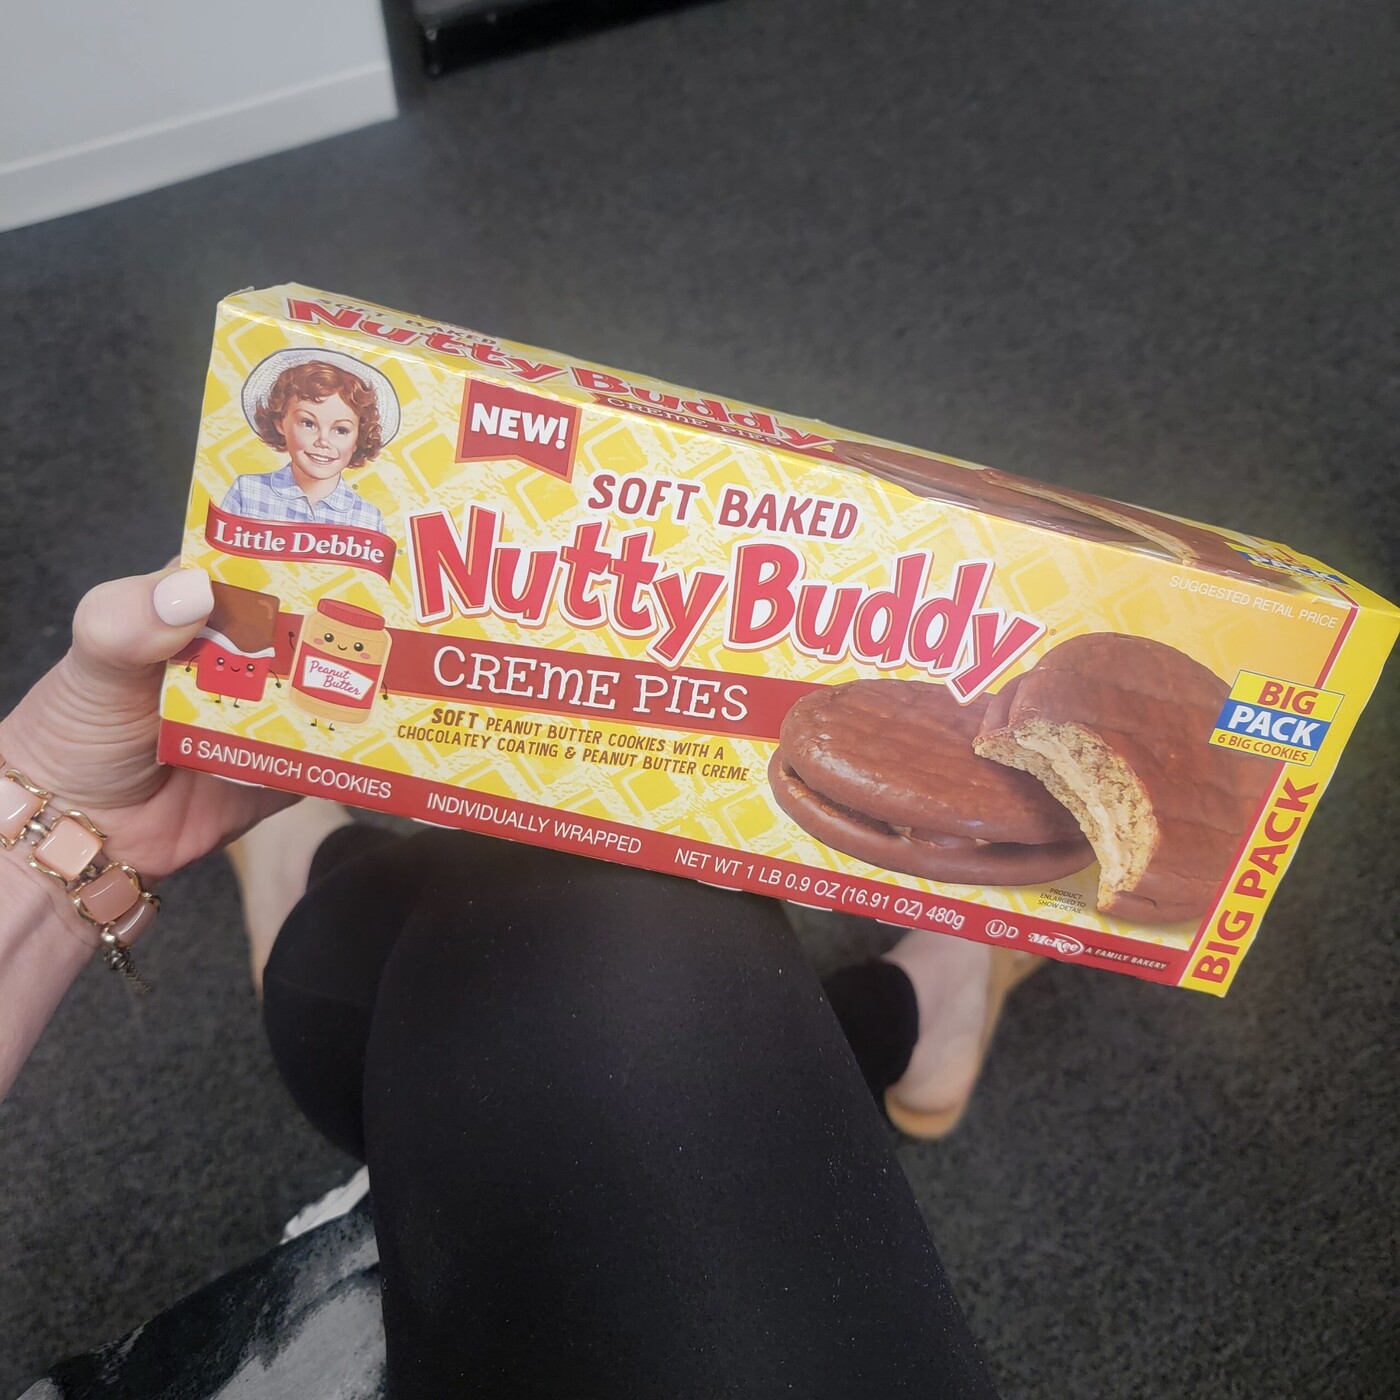 SOFT BAKED
Nutty Buddy
CREME PIES
NEW!
Little Debbie
SOFT BAKED
Nutty Buddy
CREME PIES
Peanut
Butter
SOFT PEANUT BUTTER COOKIES WITH A
CHOCOLATEY COATING & PEANUT BUTTER CREME
SUGGESTED RETAIL PRICE
BIG
PACK
6 BIG COOKIES
BIG PACK
PRODUCT
ENLARGED TO
SHOW DETAIL
6 SANDWICH COOKIES INDIVIDUALLY WRAPPED NET WT 1 LB 0.9 OZ (16.91 OZ) 480g UD McKee A FAMILY BAKERY